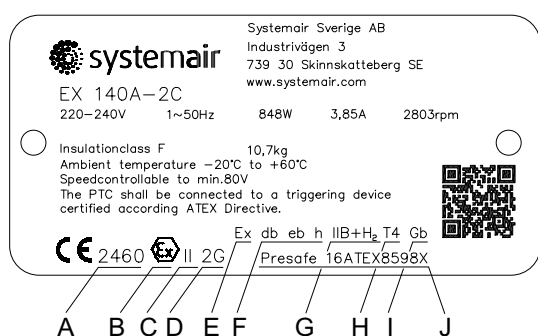 systemair
Systemair Sverige AB
Industrivägen 3
739 30 Skinnskatteberg SE
www.systemair.com
EX 140A-2C
220-240V 1~50Hz 848W 3,85A 2803rpm
Insulationclass F 10,7kg
Ambient temperature -20°C to +60°C
Speedcontrollable to min.80V
The PTC shall be connected to a triggering device
certified according ATEX Directive.
Ex db eb h IIB+H₂ T4 Gb
CE 2460 Ex II 2G Presafe 16ATEX8598X
A B C D E F G H I J